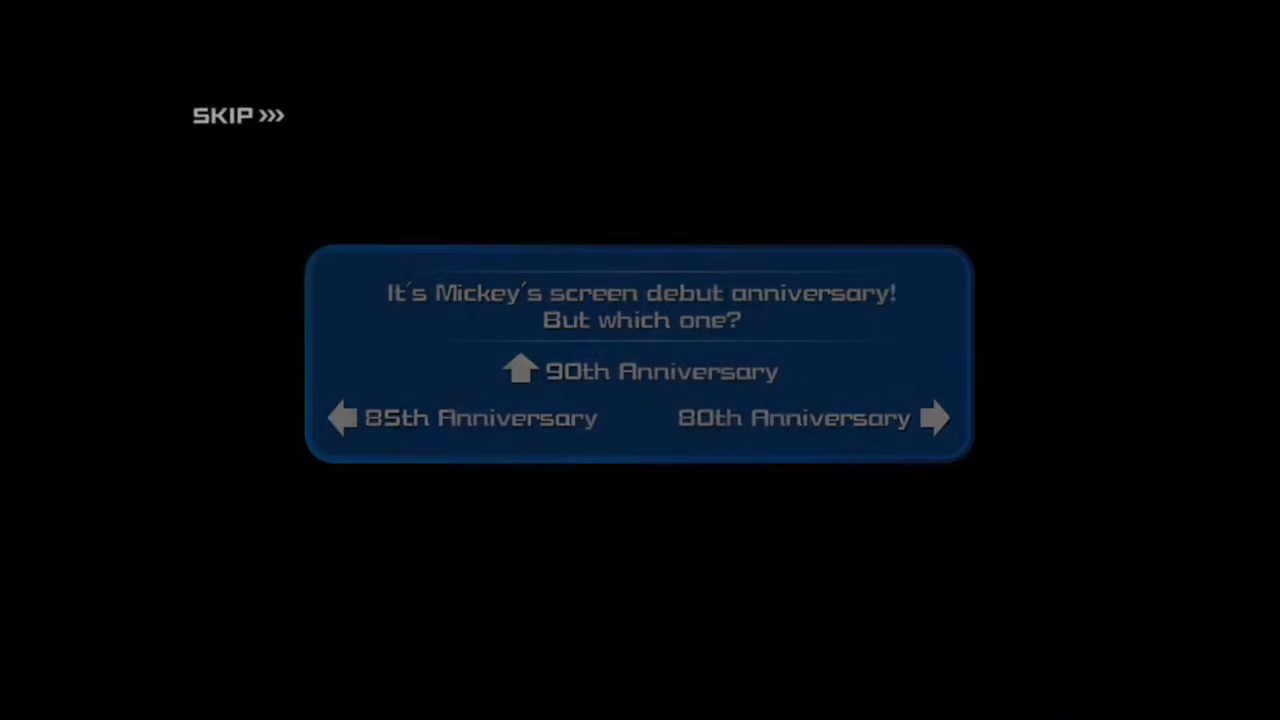 SKIP >>>
It's Mickey's screen debut anniversary!
But which one?
90th Anniversary
85th Anniversary
80th Anniversary